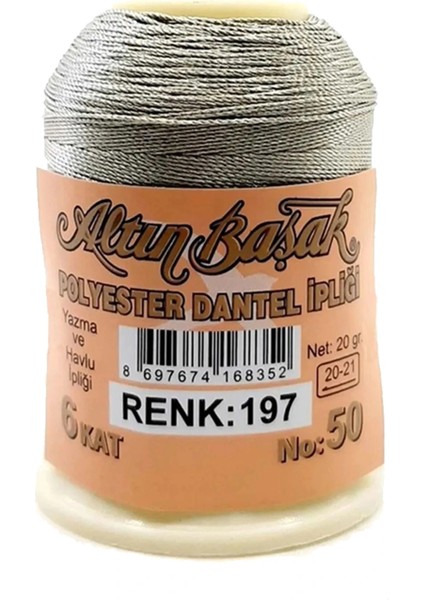 Altın Başak
POLYESTER DANTEL İPLİĞİ
Yazma
ve
Havlu
İpliği
8 697674 168352
Net: 20 gr.
20-21
RENK:197
6 KAT
No:50